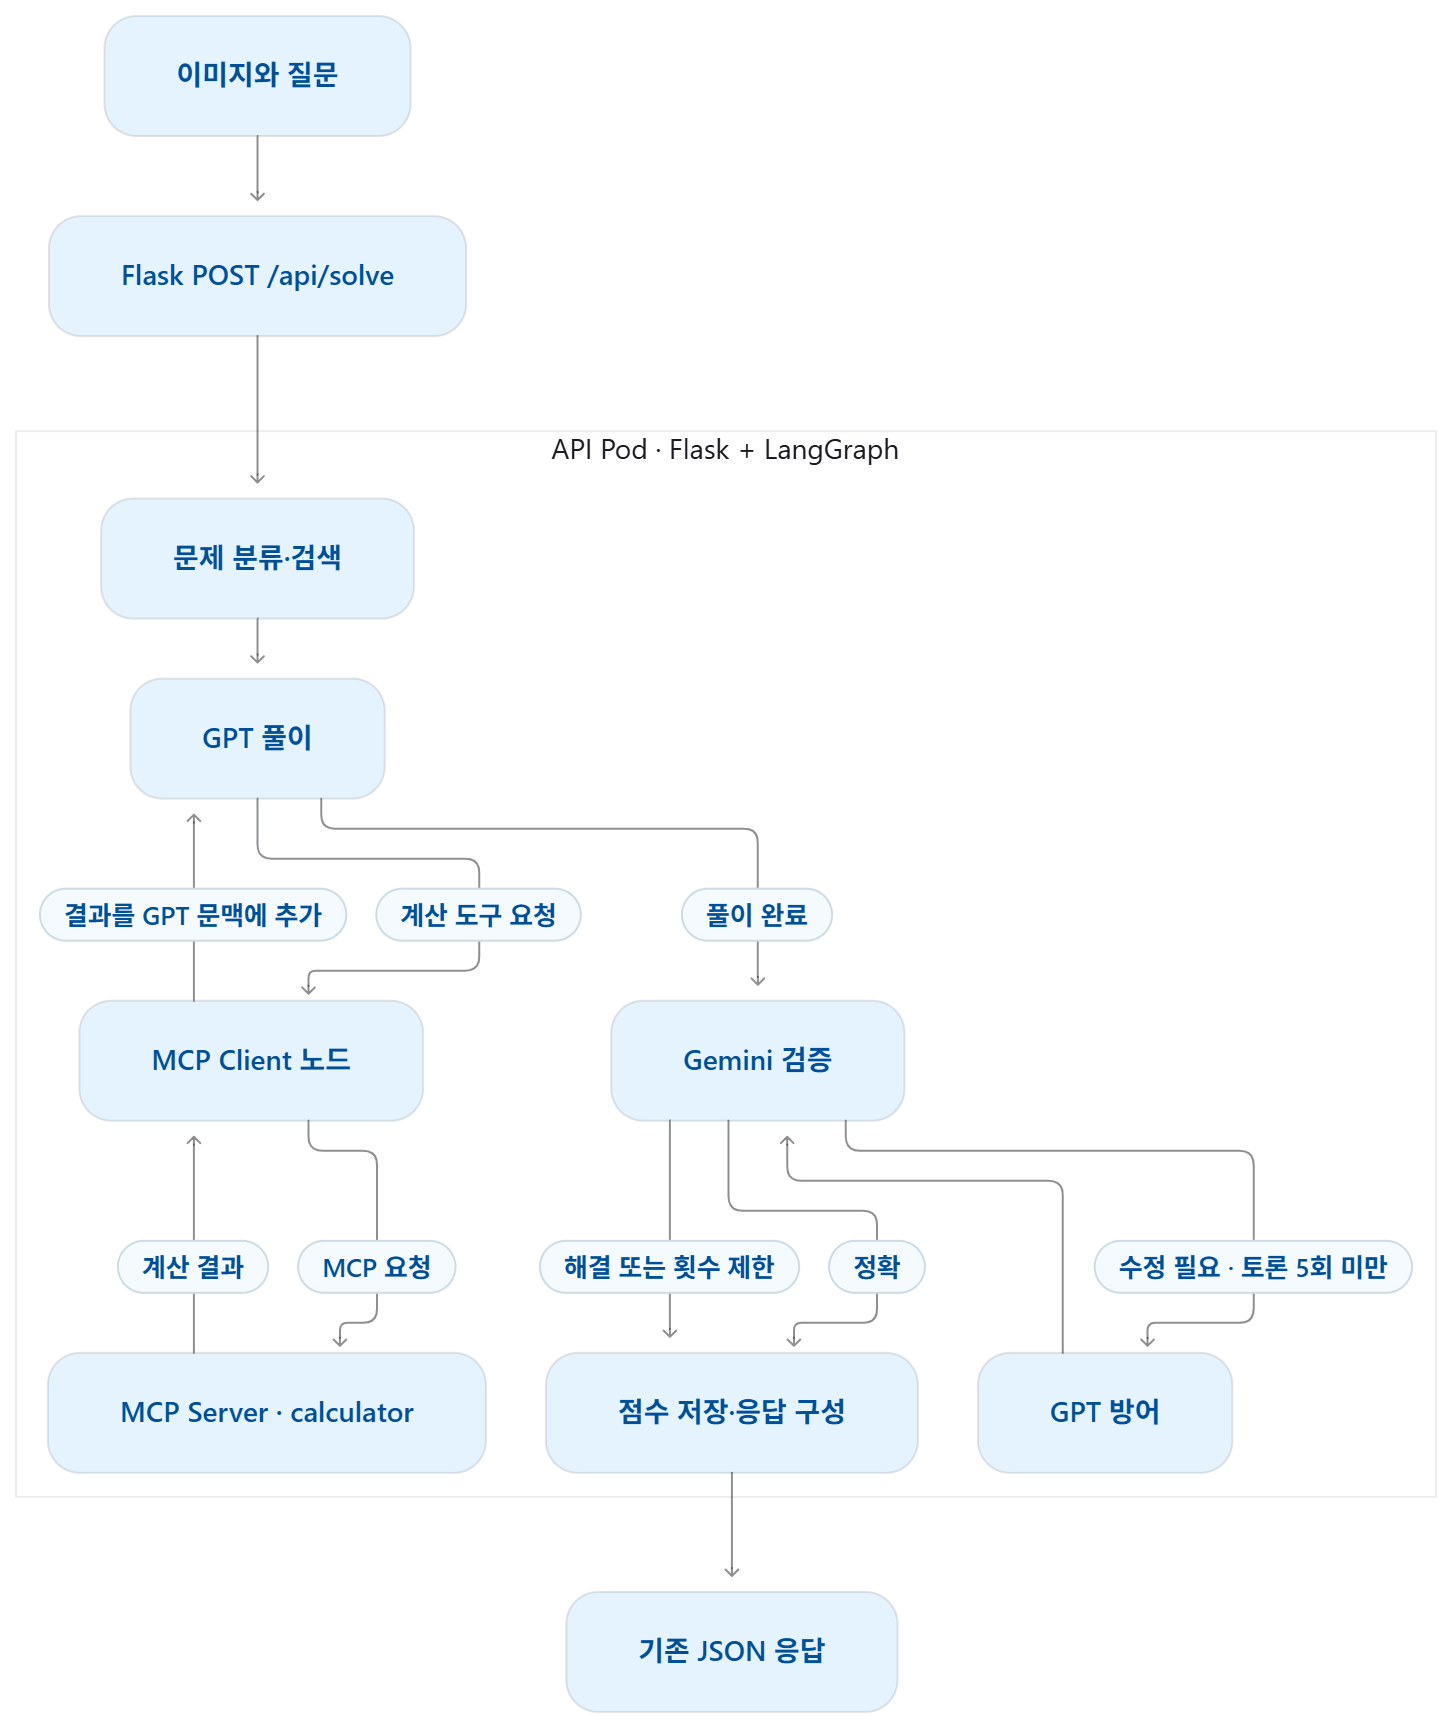 이미지와 질문
Flask POST /api/solve
API Pod · Flask + LangGraph
문제 분류·검색
GPT 풀이
결과를 GPT 문맥에 추가
계산 도구 요청
풀이 완료
MCP Client 노드
Gemini 검증
계산 결과
MCP 요청
해결 또는 횟수 제한
정확
수정 필요 · 토론 5회 미만
MCP Server · calculator
점수 저장·응답 구성
GPT 방어
기존 JSON 응답